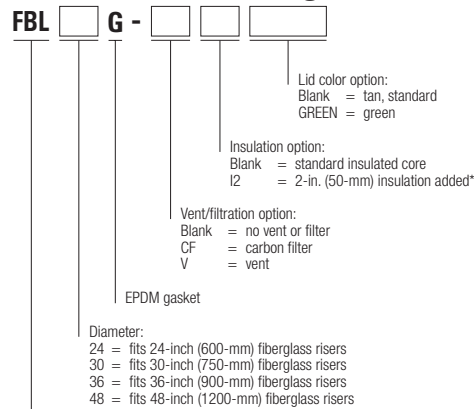 FBL G -
Lid color option:
Blank = tan, standard
GREEN = green
Insulation option:
Blank = standard insulated core
I2 = 2-in. (50-mm) insulation added*
Vent/filtration option:
Blank = no vent or filter
CF = carbon filter
V = vent
EPDM gasket
Diameter:
24 = fits 24-inch (600-mm) fiberglass risers
30 = fits 30-inch (750-mm) fiberglass risers
36 = fits 36-inch (900-mm) fiberglass risers
48 = fits 48-inch (1200-mm) fiberglass risers